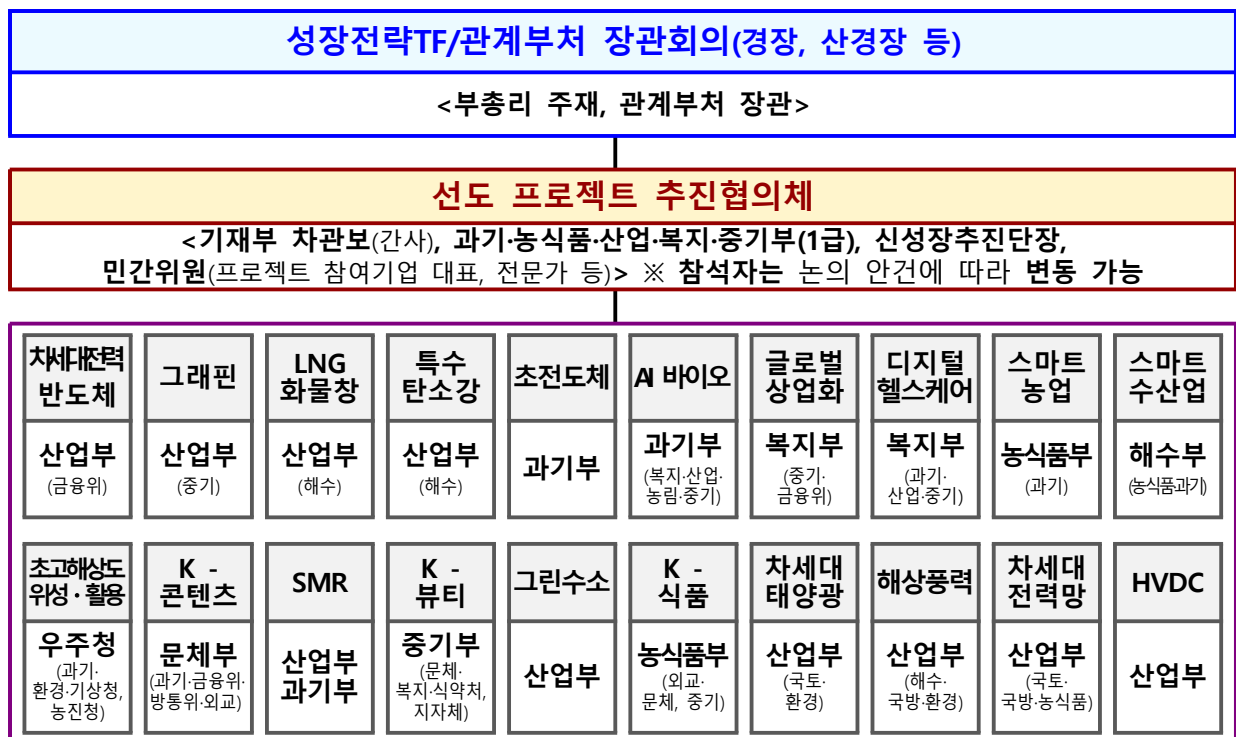 성장전략TF/관계부처 장관회의(경장, 산경장 등)
<부총리 주재, 관계부처 장관>
선도 프로젝트 추진협의체
<기재부 차관보(간사), 과기·농식품·산업·복지·중기부(1급), 신성장추진단장,
민간위원(프로젝트 참여기업 대표, 전문가 등)> ※ 참석자는 논의 안건에 따라 변동 가능
차세대전력
반도체
그래핀
LNG
화물창
특수
탄소강
초전도체
AI 바이오
글로벌
상업화
디지털
헬스케어
스마트
농업
스마트
수산업
산업부
(금융위)
산업부
(중기)
산업부
(해수)
산업부
(해수)
과기부
과기부
(복지·산업·
농림·중기)
복지부
(중기·
금융위)
복지부
(과기·
산업·중기)
농식품부
(과기)
해수부
(농식품과기)
초고해상도
위성·활용
K -
콘텐츠
SMR
K -
뷰티
그린수소
K -
식품
차세대
태양광
해상풍력
차세대
전력망
HVDC
우주청
(과기·
환경·기상청,
농진청)
문체부
(과기·금융위·
방통위·외교)
산업부
과기부
중기부
(문체·
복지·식약처,
지자체)
산업부
농식품부
(외교·
문체, 중기)
산업부
(국토·
환경)
산업부
(해수·
국방·환경)
산업부
(국토·
국방·농식품)
산업부